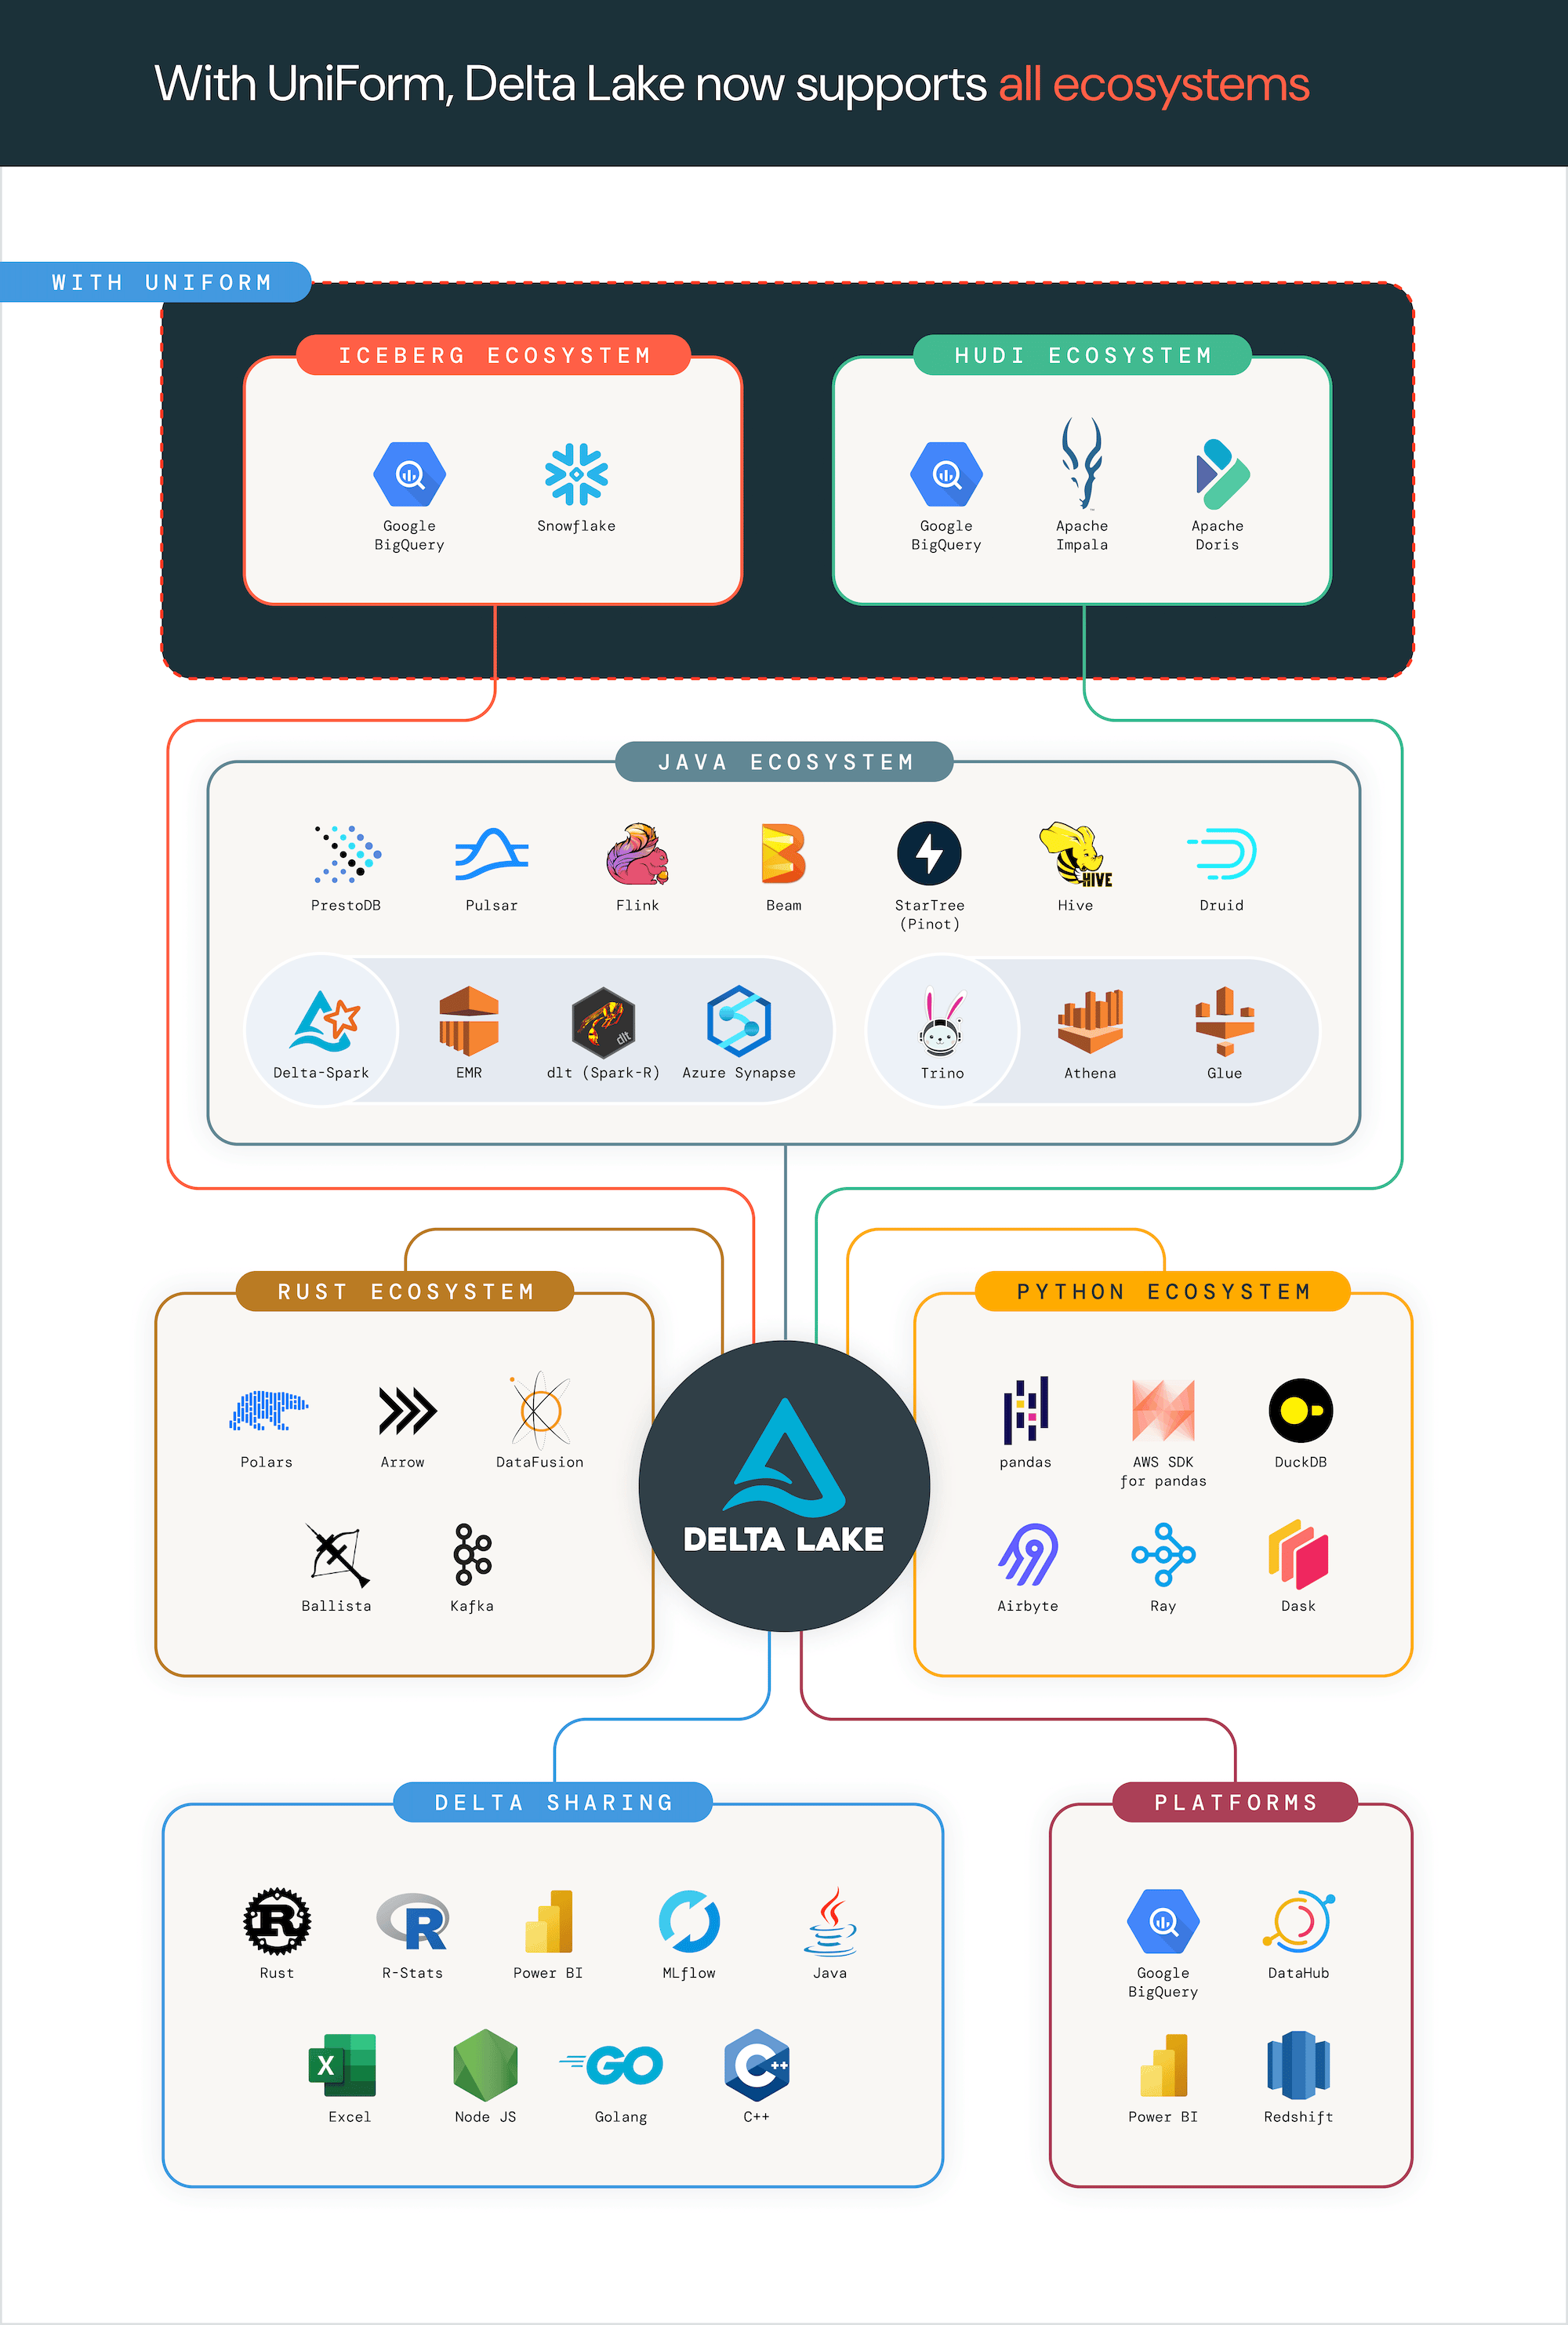 With UniForm, Delta Lake now supports all ecosystems
WITH UNIFORM
ICEBERG ECOSYSTEM
Google
BigQuery
Snowflake
HUDI ECOSYSTEM
Google
BigQuery
Apache
Impala
Apache
Doris
JAVA ECOSYSTEM
PrestoDB
Pulsar
Flink
Beam
StarTree
(Pinot)
HIVE
Hive
Druid
Delta-Spark
EMR
dlt
dlt (Spark-R)
Azure Synapse
Trino
Athena
Glue
RUST ECOSYSTEM
Polars
Arrow
DataFusion
Ballista
Kafka
DELTA LAKE
PYTHON ECOSYSTEM
pandas
AWS SDK
for pandas
DuckDB
Airbyte
Ray
Dask
DELTA SHARING
R
Rust
R
R-Stats
Power BI
MLflow
Java
X
Excel
Node JS
GO
Golang
C++
C++
PLATFORMS
Google
BigQuery
DataHub
Power BI
Redshift